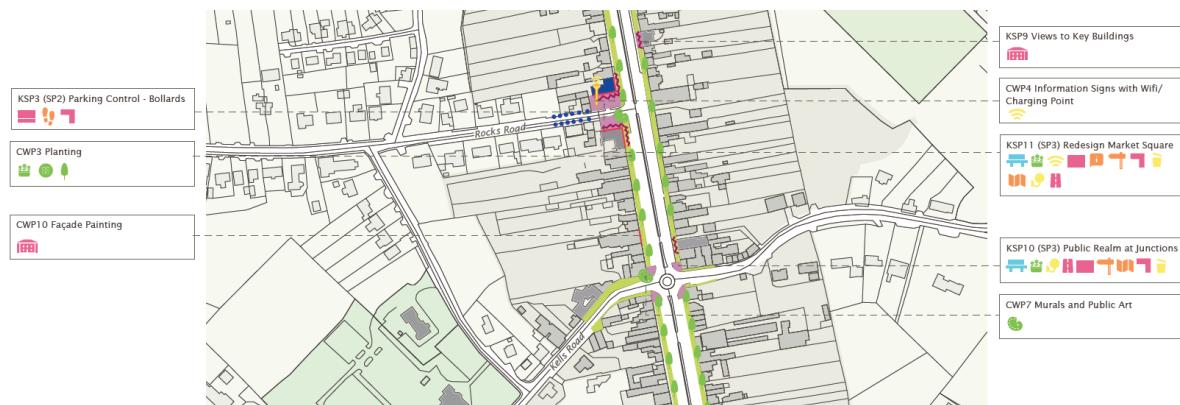 KSP3 (SP2) Parking Control - Bollards
CWP3 Planting
CWP10 Façade Painting
Rocks Road
Kells Road
KSP9 Views to Key Buildings
CWP4 Information Signs with Wifi/
Charging Point
KSP11 (SP3) Redesign Market Square
KSP10 (SP3) Public Realm at Junctions
CWP7 Murals and Public Art